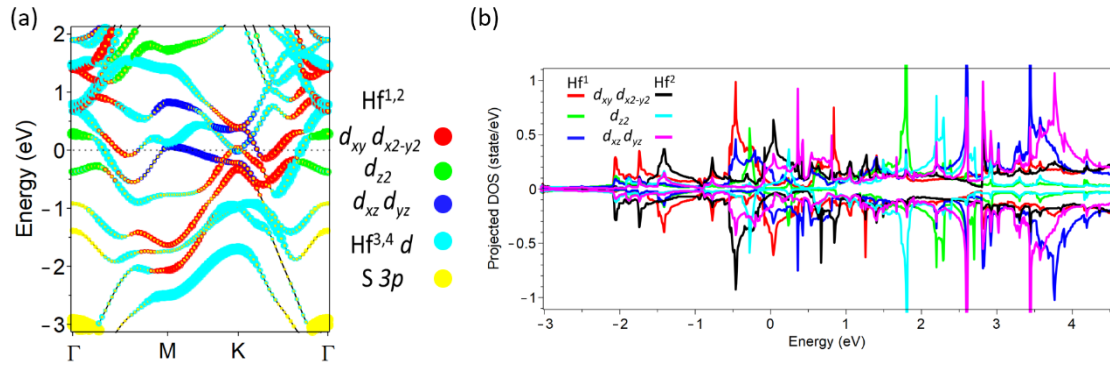 (a)
2
1
0
−1
−2
−3
Energy (eV)
Γ M K Γ
Hf1,2
dxy dx2-y2
dz2
dxz dyz
Hf3,4 d
S 3p
(b)
Hf1 Hf2
dxy dx2-y2
dz2
dxz dyz
1
0.5
0
−0.5
−1
Projected DOS (state/eV)
−3 −2 −1 0 1 2 3 4
Energy (eV)